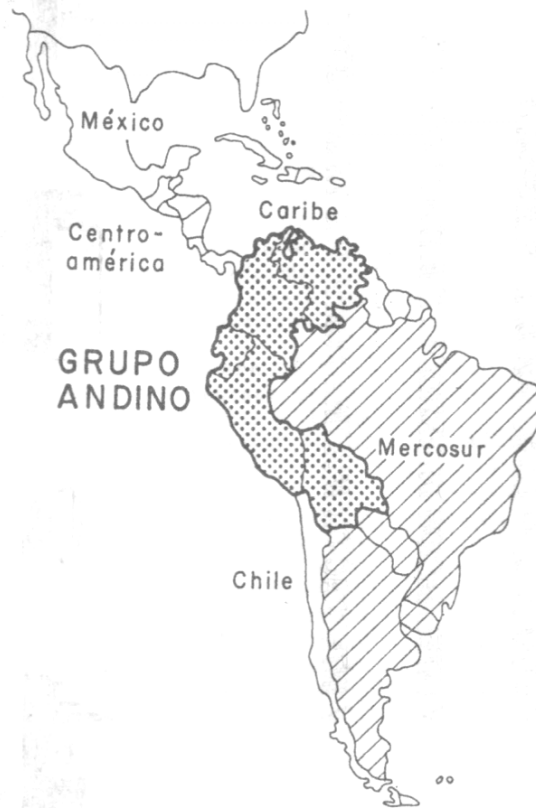 México
Caribe
Centro-
américa
GRUPO
ANDINO
Mercosur
Chile